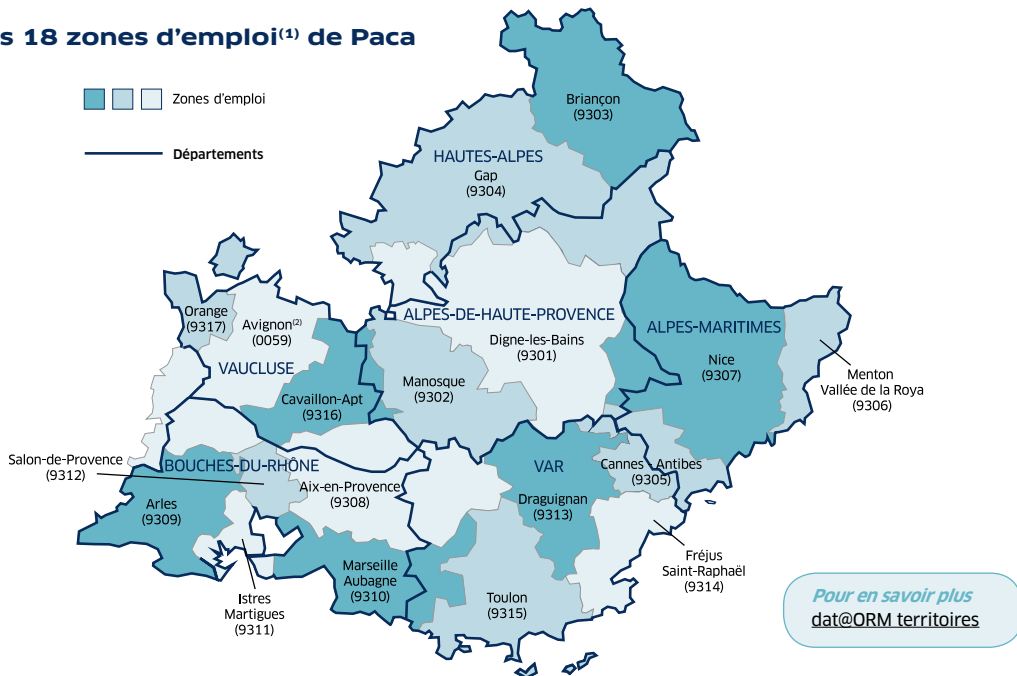 s 18 zones d'emploi⁽¹⁾ de Paca
Zones d'emploi
Départements
Briançon
(9303)
HAUTES-ALPES
Gap
(9304)
Orange
(9317)
Avignon⁽²⁾
(0059)
VAUCLUSE
Cavaillon-Apt
(9316)
ALPES-DE-HAUTE-PROVENCE
Digne-les-Bains
(9301)
Manosque
(9302)
ALPES-MARITIMES
Nice
(9307)
Menton
Vallée de la Roya
(9306)
Salon-de-Provence
(9312)
BOUCHES-DU-RHÔNE
Aix-en-Provence
(9308)
Arles
(9309)
VAR
Draguignan
(9313)
Cannes - Antibes
(9305)
Fréjus
Saint-Raphaël
(9314)
Istres
Martigues
(9311)
Marseille
Aubagne
(9310)
Toulon
(9315)
Pour en savoir plus
dat@ORM territoires